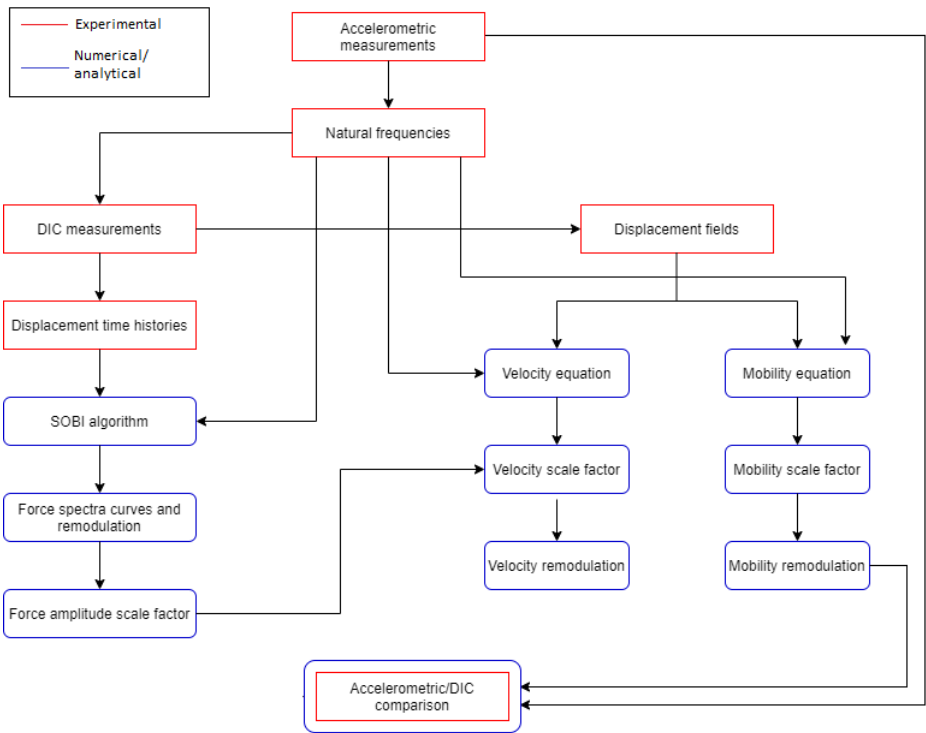 Experimental
Numerical/
analytical
Accelerometric
measurements
Natural frequencies
DIC measurements
Displacement fields
Displacement time histories
Velocity equation
Mobility equation
SOBI algorithm
Velocity scale factor
Mobility scale factor
Force spectra curves and
remodulation
Velocity remodulation
Mobility remodulation
Force amplitude scale factor
Accelerometric/DIC
comparison